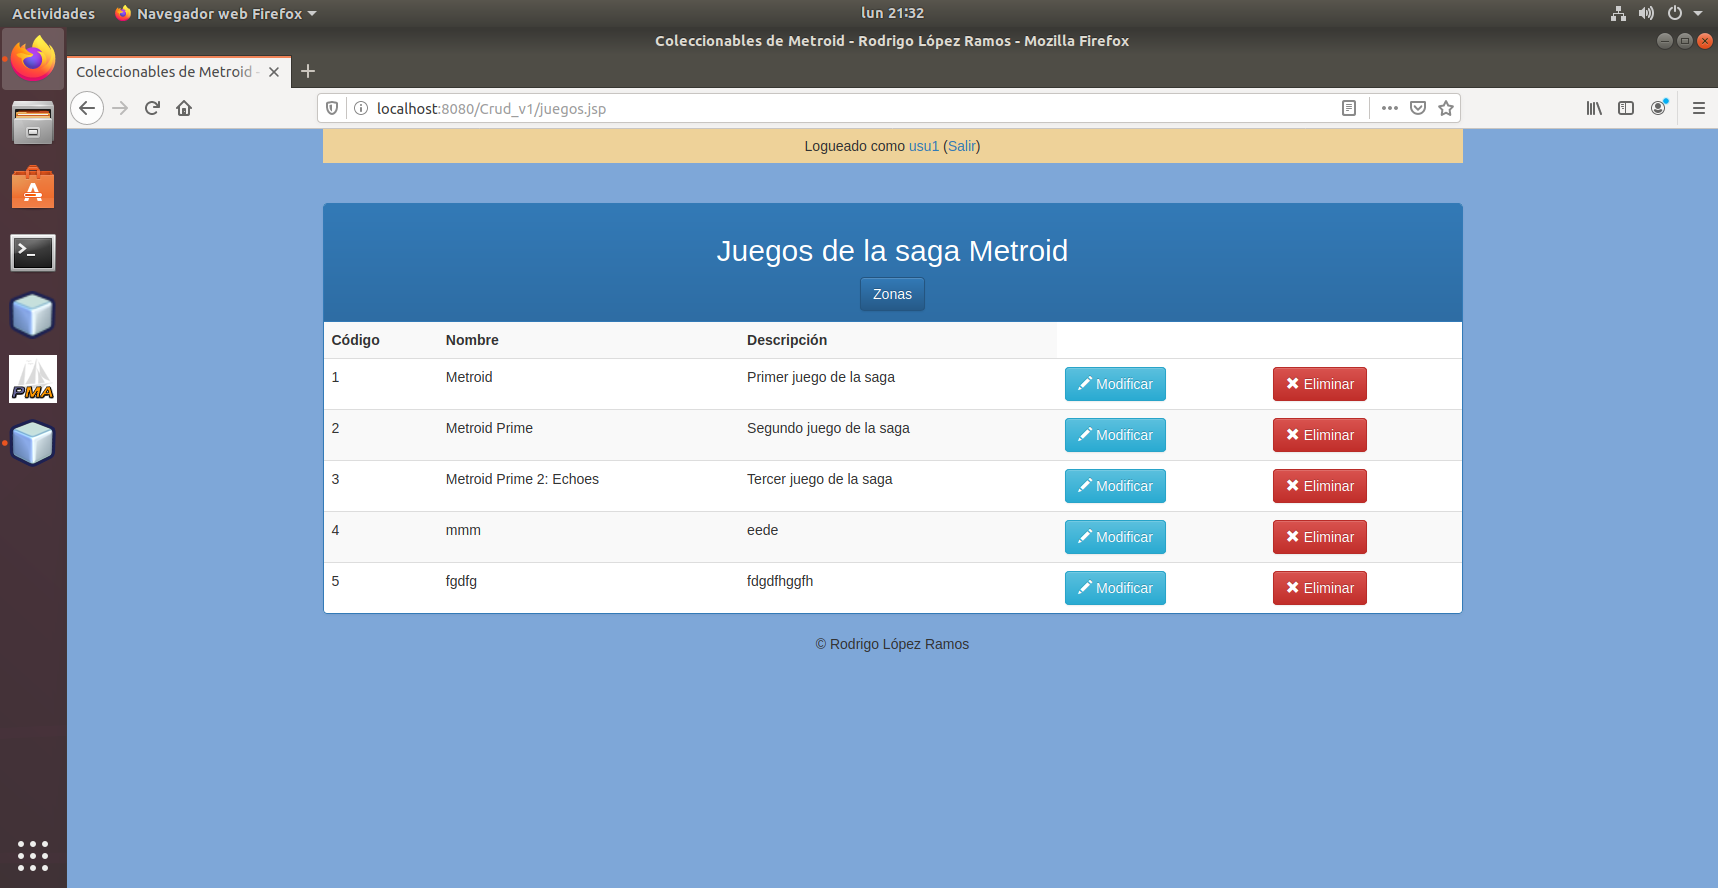 Actividades Navegador web Firefox lun 21:32
Coleccionables de Metroid - Rodrigo López Ramos - Mozilla Firefox
Coleccionables de Metroid -
localhost:8080/Crud_v1/juegos.jsp
Logueado como usu1 (Salir)
Juegos de la saga Metroid
Zonas
Código Nombre Descripción
1 Metroid Primer juego de la saga Modificar Eliminar
2 Metroid Prime Segundo juego de la saga Modificar Eliminar
3 Metroid Prime 2: Echoes Tercer juego de la saga Modificar Eliminar
4 mmm eede Modificar Eliminar
5 fgdfg fdgdfhggfh Modificar Eliminar
PMA
© Rodrigo López Ramos